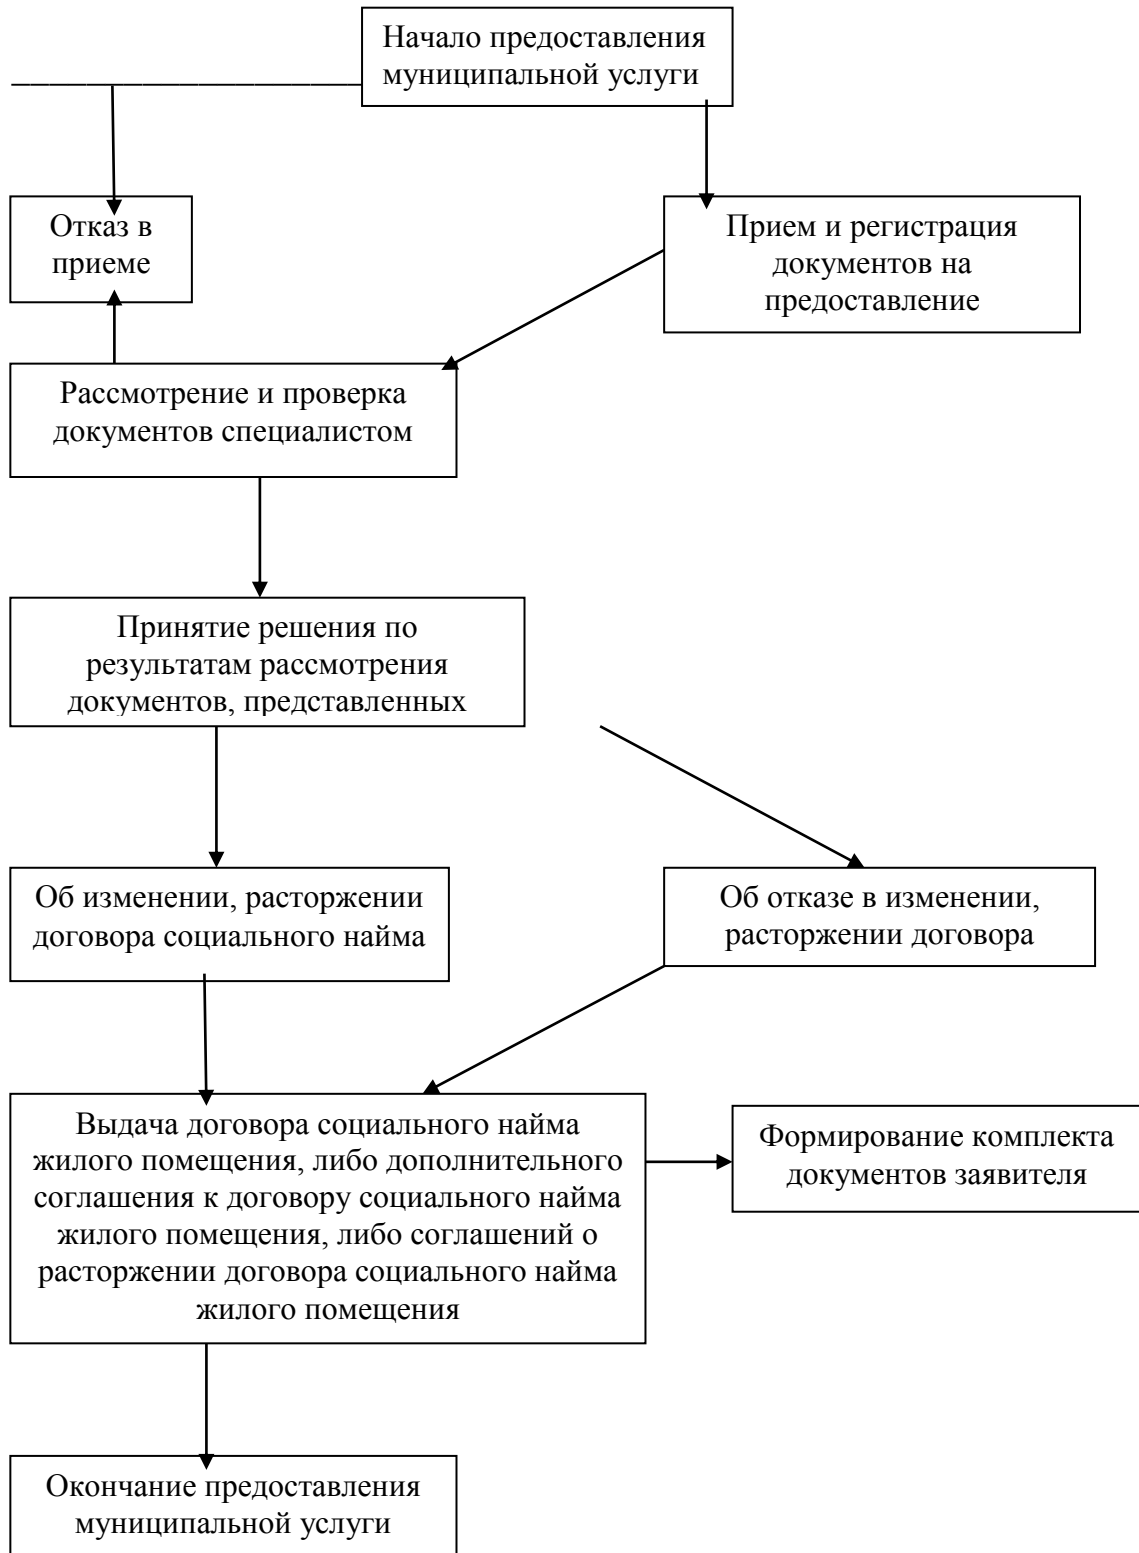 Начало предоставления
муниципальной услуги
Отказ в
приеме
Прием и регистрация
документов на
предоставление
Рассмотрение и проверка
документов специалистом
Принятие решения по
результатам рассмотрения
документов, представленных
Об изменении, расторжении
договора социального найма
Об отказе в изменении,
расторжении договора
Выдача договора социального найма
жилого помещения, либо дополнительного
соглашения к договору социального найма
жилого помещения, либо соглашений о
расторжении договора социального найма
жилого помещения
Формирование комплекта
документов заявителя
Окончание предоставления
муниципальной услуги